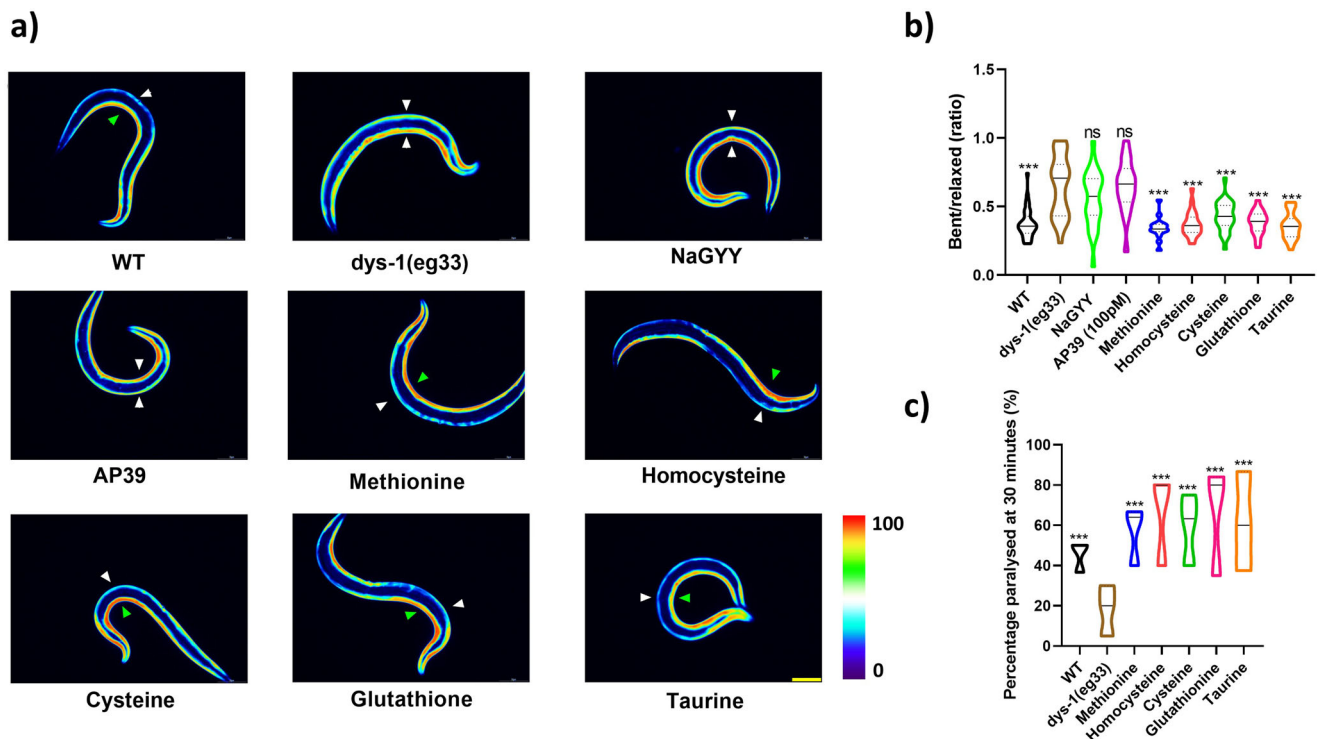 a)
WT
dys-1(eg33)
NaGYY
AP39
Methionine
Homocysteine
Cysteine
Glutathione
Taurine
100
0
b)
Bent/relaxed (ratio)
1.5
1.0
0.5
0.0
***
ns
ns
***
***
***
***
***
WT
dys-1(eg33)
NaGYY
AP39 (100pM)
Methionine
Homocysteine
Cysteine
Glutathione
Taurine
c)
Percentage paralysed at 30 minutes (%)
100
80
60
40
20
0
***
***
***
***
***
***
WT
dys-1(eg33)
Methionine
Homocysteine
Cysteine
Glutathionine
Taurine